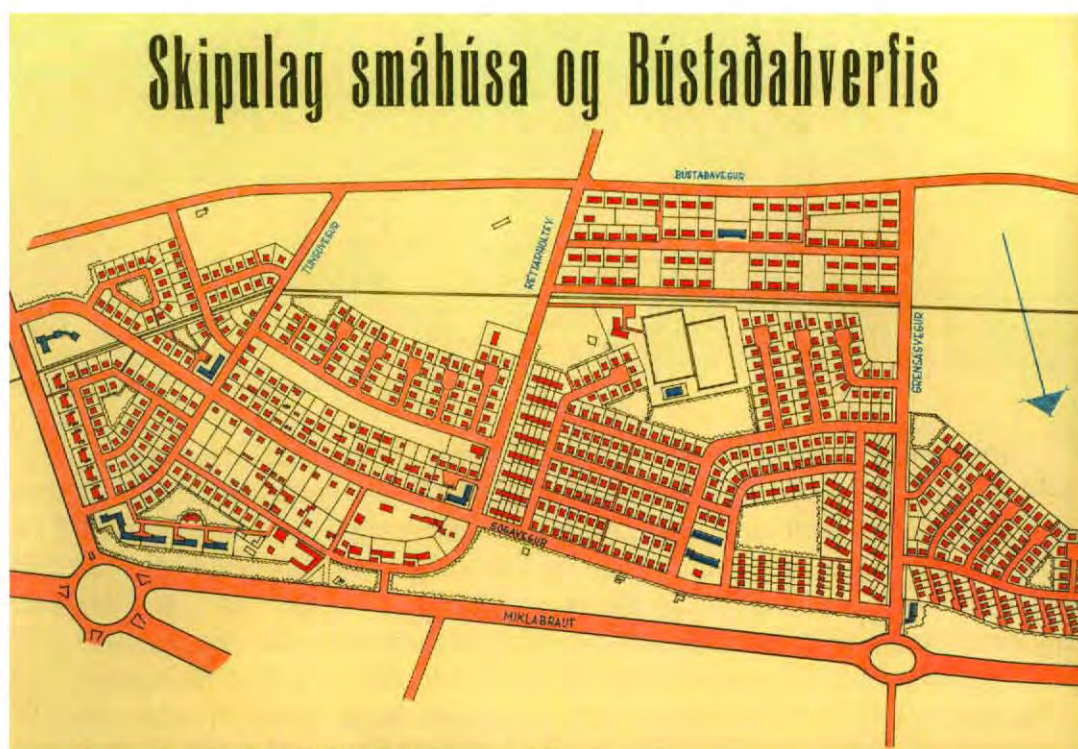 Skipulag smáhúsa og Bústaðahverfis
BÚSTAÐAVEGUR
TUNGUVEGUR
RÉTTARHOLTSV.
GRENSÁSVEGUR
SOGAVEGUR
MIKLABRAUT